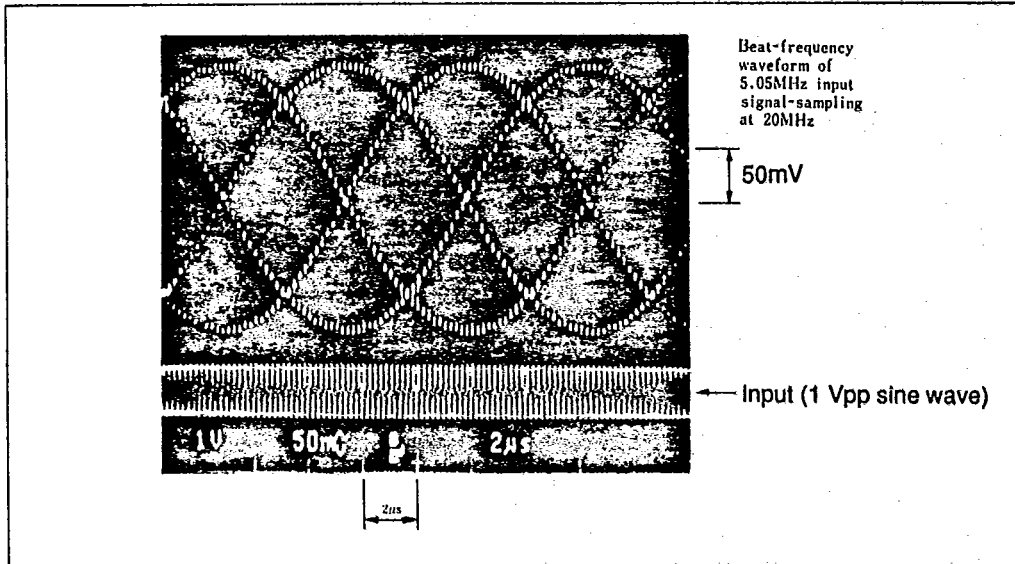 Beat-frequency
waveform of
5.05MHz input
signal-sampling
at 20MHz
50mV
Input (1 Vpp sine wave)
1V 50mV 2µs
2µs